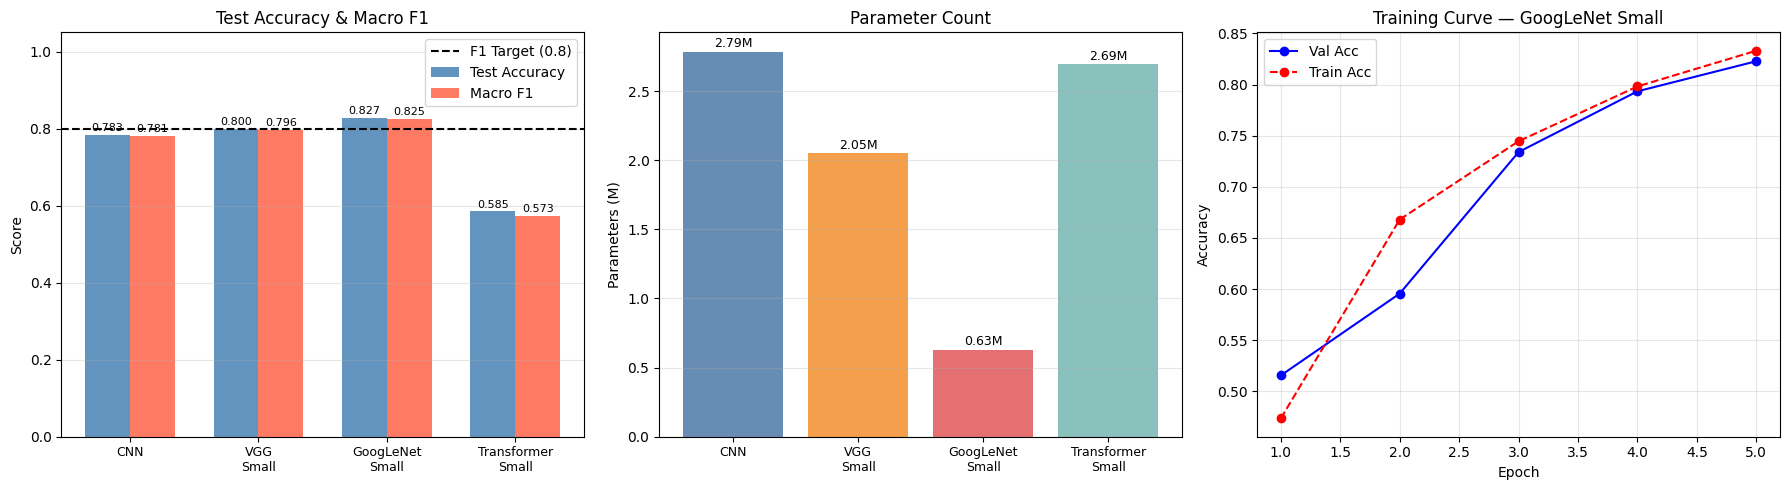 Test Accuracy & Macro F1
F1 Target (0.8)
Test Accuracy
Macro F1
1.0
0.8
0.6
0.4
0.2
0.0
Score
0.783
0.781
0.800
0.796
0.827
0.825
0.585
0.573
CNN
VGG
Small
GoogLeNet
Small
Transformer
Small
Parameter Count
2.5
2.0
1.5
1.0
0.5
0.0
Parameters (M)
2.79M
2.05M
0.63M
2.69M
CNN
VGG
Small
GoogLeNet
Small
Transformer
Small
Training Curve — GoogLeNet Small
Val Acc
Train Acc
0.85
0.80
0.75
0.70
0.65
0.60
0.55
0.50
Accuracy
1.0 1.5 2.0 2.5 3.0 3.5 4.0 4.5 5.0
Epoch